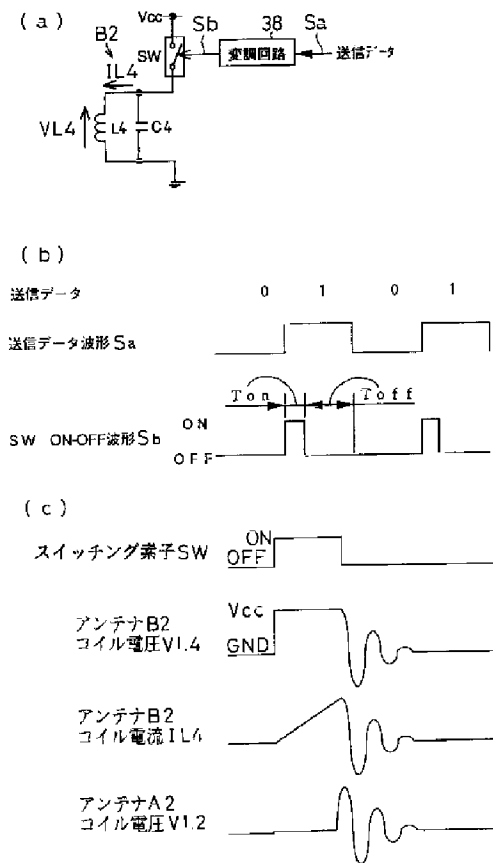 (a)
Vcc
Sb
38
Sa
B2
SW
変調回路
送信データ
IL4
VL4
L4
C4
(b)
送信データ 0 1 0 1
送信データ波形Sa
Ton Toff
ON
SW ON-OFF波形Sb
OFF
(c)
ON
スイッチング素子SW
OFF
アンテナB2
コイル電圧V1.4
Vcc
GND
アンテナB2
コイル電流IL4
アンテナA2
コイル電圧V1.2